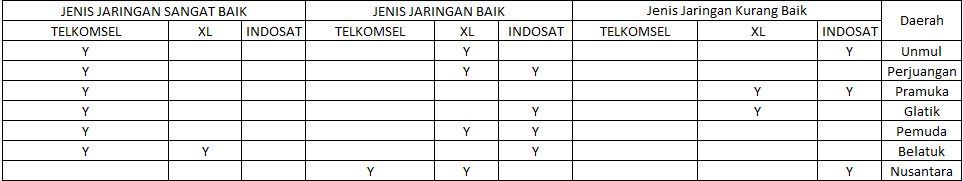 JENIS JARINGAN SANGAT BAIK JENIS JARINGAN BAIK Jenis Jaringan Kurang Baik Daerah
TELKOMSEL XL INDOSAT TELKOMSEL XL INDOSAT TELKOMSEL XL INDOSAT
Y Y Y Unmul
Y Y Y Perjuangan
Y Y Y Pramuka
Y Y Y Glatik
Y Y Y Pemuda
Y Y Y Belatuk
Y Y Y Nusantara